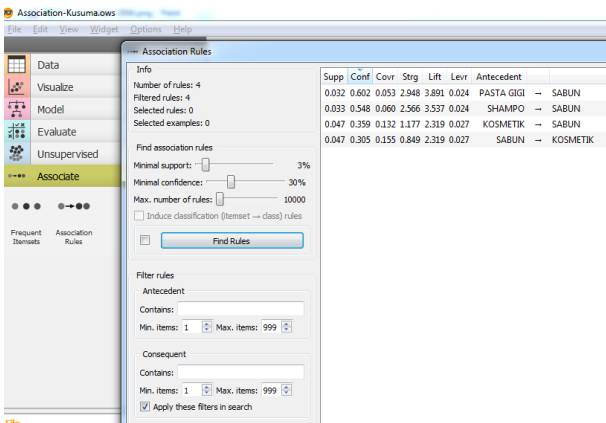 Association-Kusuma.ows
File Edit View Widget Options Help
Data
Visualize
Model
Evaluate
Unsupervised
Associate
Frequent Itemsets
Association Rules
Association Rules
Info
Number of rules: 4
Filtered rules: 4
Selected rules: 0
Selected examples: 0
Find association rules
Minimal support: 3%
Minimal confidence: 30%
Max. number of rules: 10000
Induce classification (itemset → class) rules
Find Rules
Filter rules
Antecedent
Contains:
Min. items: 1 Max. items: 999
Consequent
Contains:
Min. items: 1 Max. items: 999
Apply these filters in search
Supp Conf Covr Strg Lift Levr Antecedent
0.032 0.602 0.053 2.948 3.891 0.024 PASTA GIGI → SABUN
0.033 0.548 0.060 2.566 3.537 0.024 SHAMPO → SABUN
0.047 0.359 0.132 1.177 2.319 0.027 KOSMETIK → SABUN
0.047 0.305 0.155 0.849 2.319 0.027 SABUN → KOSMETIK